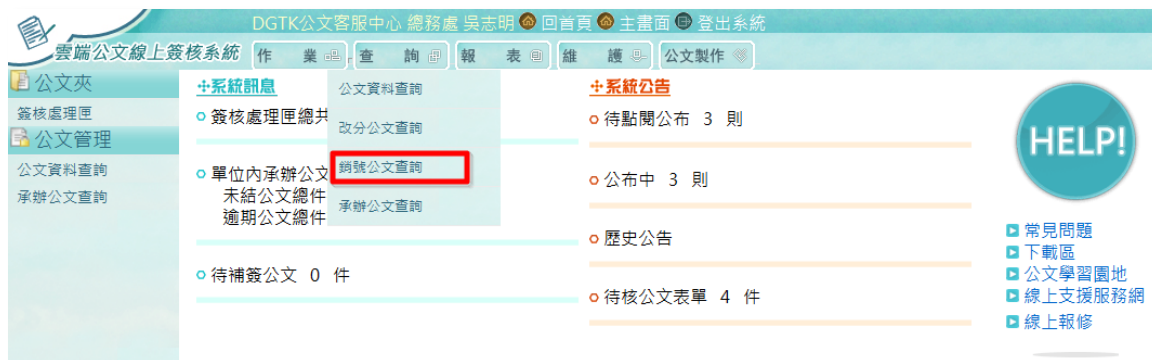 DGTK公文客服中心 總務處 吳志明 回首頁 主畫面 登出系統
雲端公文線上簽核系統
作 業 查 詢 報 表 維 護 公文製作
公文夾
簽核處理匣
公文管理
公文資料查詢
承辦公文查詢
系統訊息
簽核處理匣總共
單位內承辦公文
未結公文總件
逾期公文總件
待補簽公文 0 件
公文資料查詢
改分公文查詢
銷號公文查詢
承辦公文查詢
系統公告
待點閱公布 3 則
公布中 3 則
歷史公告
待核公文表單 4 件
HELP!
常見問題
下載區
公文學習園地
線上支援服務網
線上報修